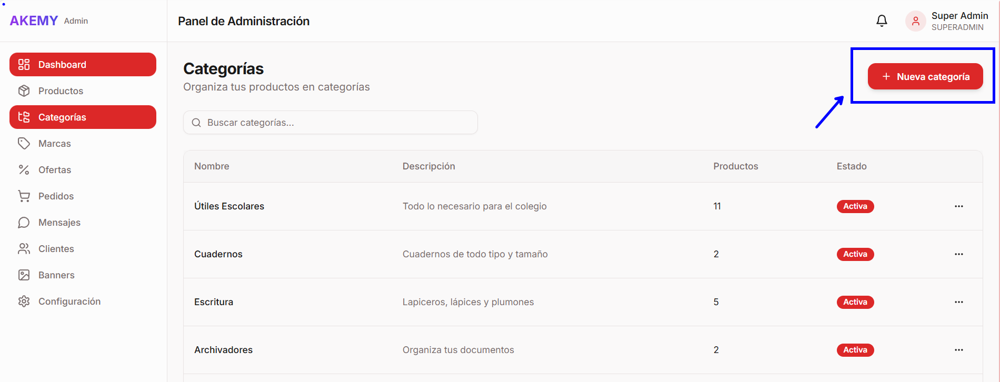 AKEMY Admin
Panel de Administración
Super Admin
SUPERADMIN
Dashboard
Productos
Categorías
Marcas
Ofertas
Pedidos
Mensajes
Clientes
Banners
Configuración
Categorías
Organiza tus productos en categorías
+ Nueva categoría
Buscar categorías...
Nombre Descripción Productos Estado
Útiles Escolares Todo lo necesario para el colegio 11 Activa
Cuadernos Cuadernos de todo tipo y tamaño 2 Activa
Escritura Lapiceros, lápices y plumones 5 Activa
Archivadores Organiza tus documentos 2 Activa